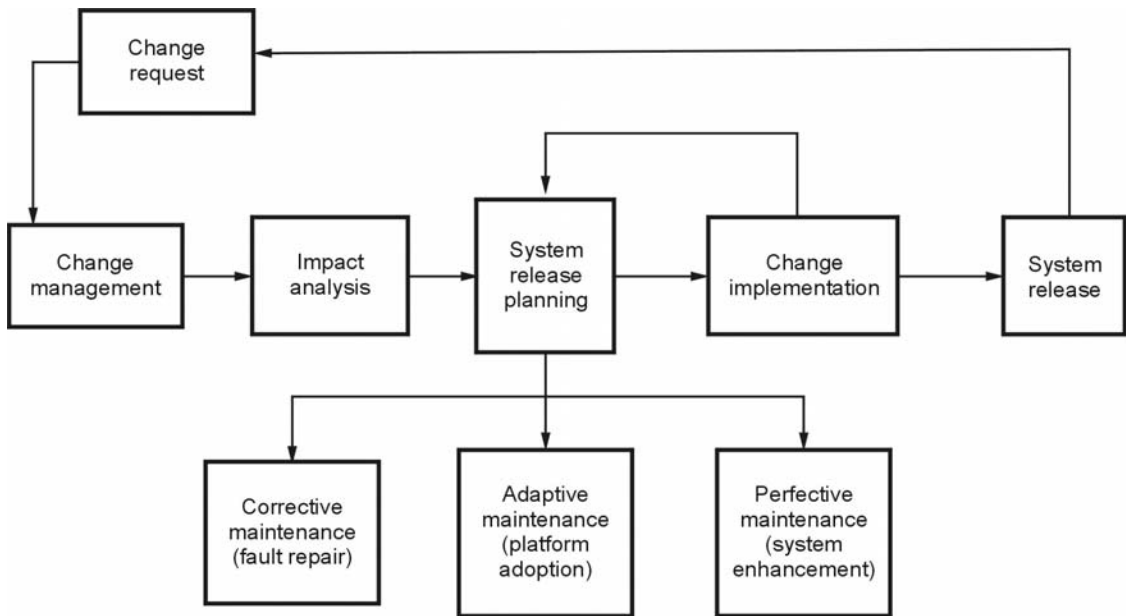 Change
request
Change
management
Impact
analysis
System
release
planning
Change
implementation
System
release
Corrective
maintenance
(fault repair)
Adaptive
maintenance
(platform
adoption)
Perfective
maintenance
(system
enhancement)